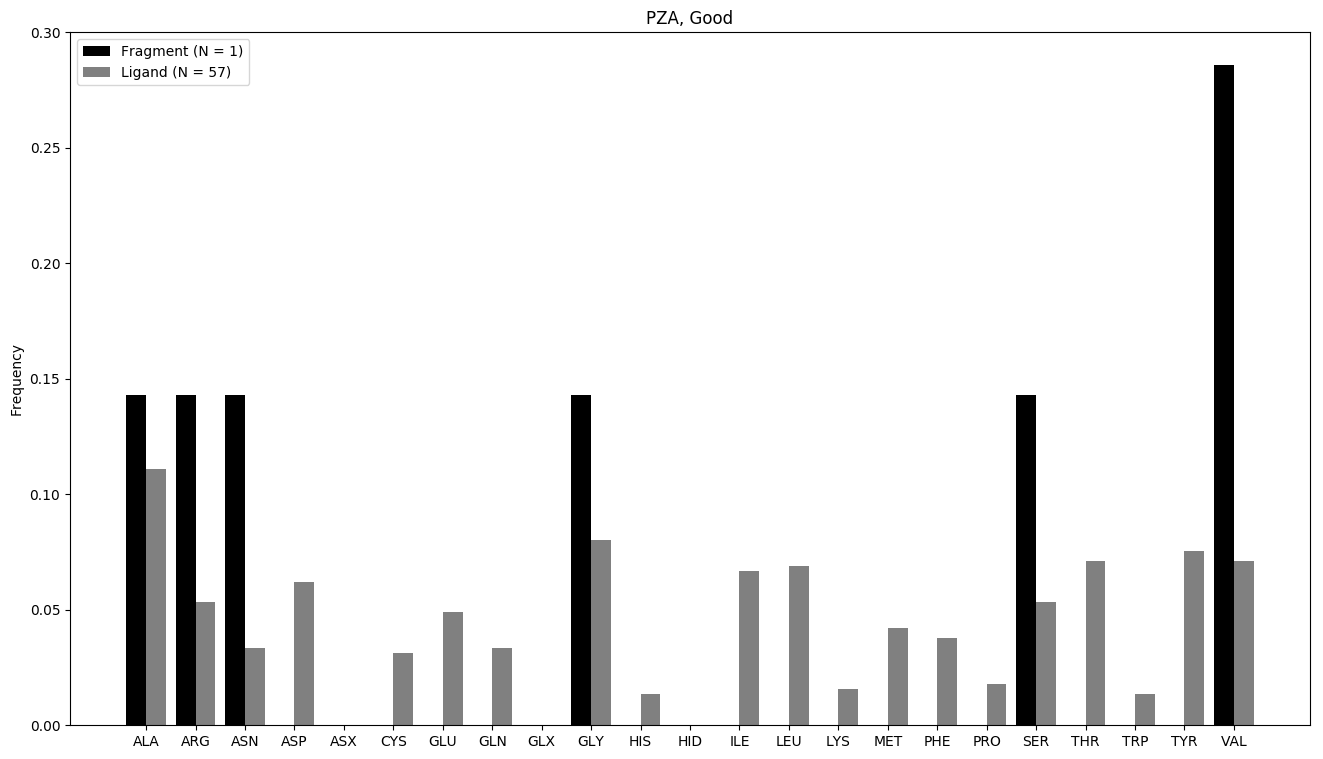 PZA, Good
Fragment (N = 1)
Ligand (N = 57)
Frequency
0.30
0.25
0.20
0.15
0.10
0.05
0.00
ALA ARG ASN ASP ASX CYS GLU GLN GLX GLY HIS HID ILE LEU LYS MET PHE PRO SER THR TRP TYR VAL